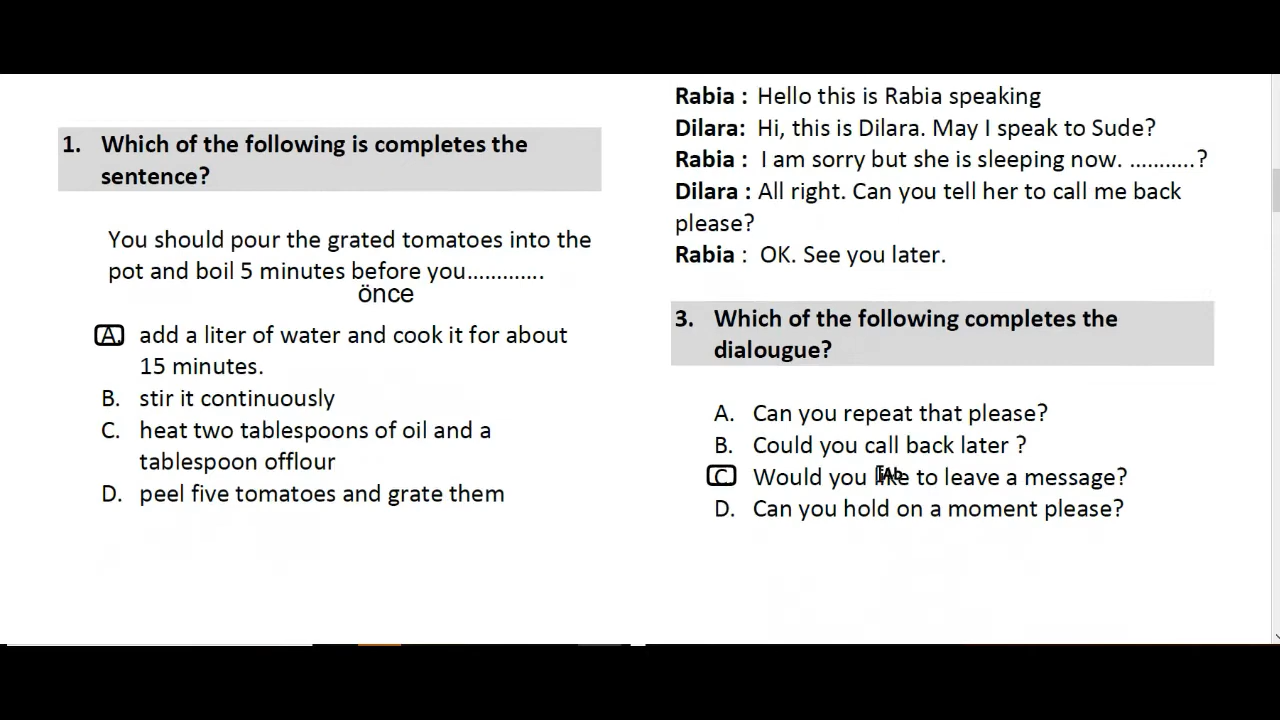 1. Which of the following is completes the
sentence?
You should pour the grated tomatoes into the
pot and boil 5 minutes before you.............
önce
A. add a liter of water and cook it for about
15 minutes.
B. stir it continuously
C. heat two tablespoons of oil and a
tablespoon offlour
D. peel five tomatoes and grate them
Rabia : Hello this is Rabia speaking
Dilara: Hi, this is Dilara. May I speak to Sude?
Rabia : I am sorry but she is sleeping now. ...........?
Dilara : All right. Can you tell her to call me back
please?
Rabia : OK. See you later.
3. Which of the following completes the
dialougue?
A. Can you repeat that please?
B. Could you call back later ?
C. Would you like to leave a message?
D. Can you hold on a moment please?